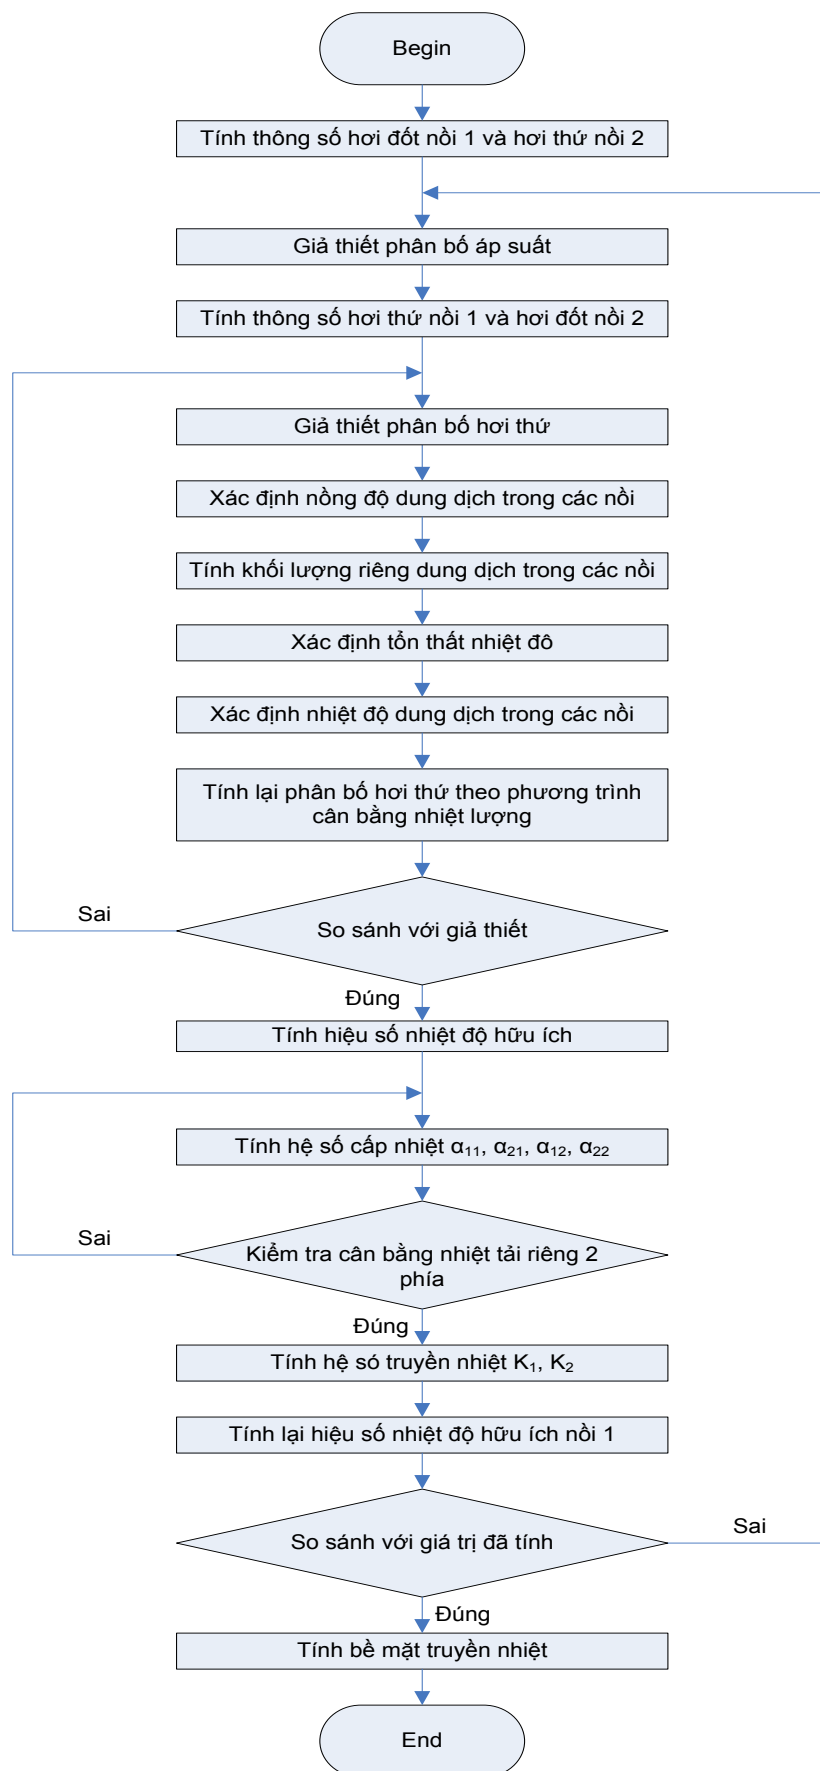 Begin
Tính thông số hơi đốt nồi 1 và hơi thứ nồi 2
Giả thiết phân bố áp suất
Tính thông số hơi thứ nồi 1 và hơi đốt nồi 2
Giả thiết phân bố hơi thứ
Xác định nồng độ dung dịch trong các nồi
Tính khối lượng riêng dung dịch trong các nồi
Xác định tổn thất nhiệt đô
Xác định nhiệt độ dung dịch trong các nồi
Tính lại phân bố hơi thứ theo phương trình
cân bằng nhiệt lượng
Sai
So sánh với giả thiết
Đúng
Tính hiệu số nhiệt độ hữu ích
Tính hệ số cấp nhiệt α₁₁, α₂₁, α₁₂, α₂₂
Sai
Kiểm tra cân bằng nhiệt tải riêng 2
phía
Đúng
Tính hệ só truyền nhiệt K₁, K₂
Tính lại hiệu số nhiệt độ hữu ích nồi 1
So sánh với giá trị đã tính
Sai
Đúng
Tính bề mặt truyền nhiệt
End